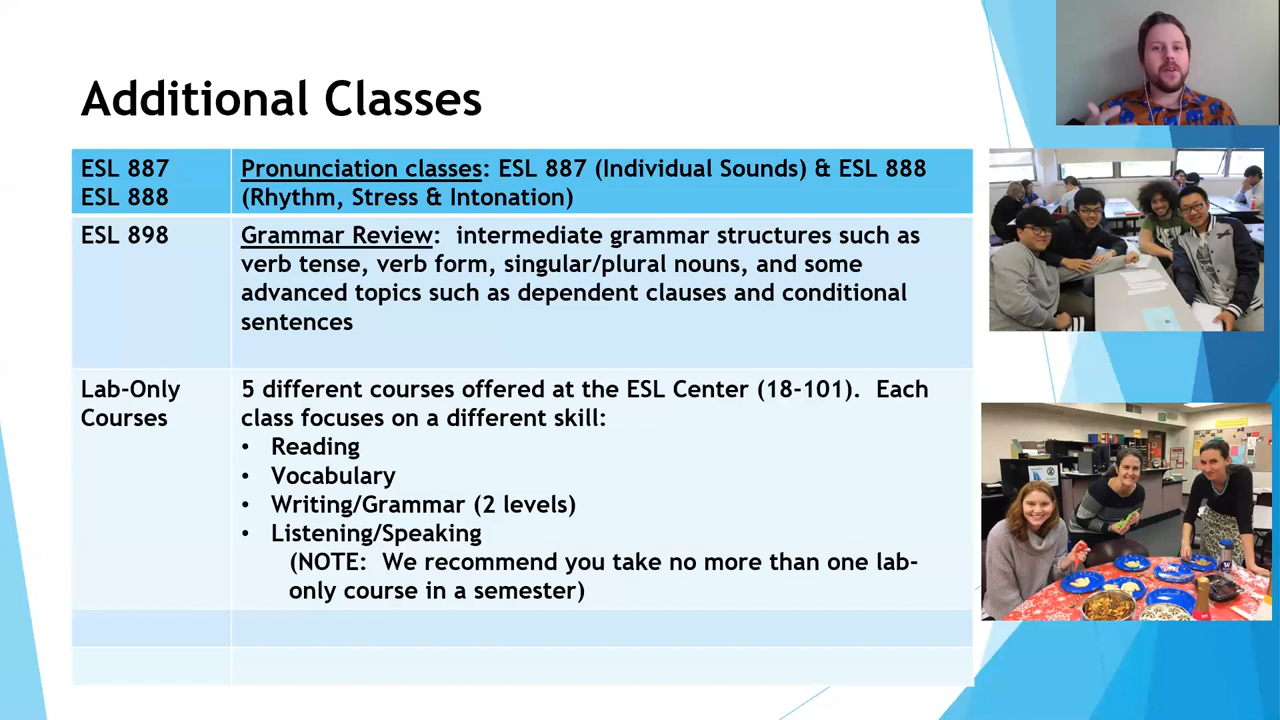 Additional Classes
ESL 887
ESL 888
Pronunciation classes: ESL 887 (Individual Sounds) & ESL 888
(Rhythm, Stress & Intonation)
ESL 898
Grammar Review:  intermediate grammar structures such as
verb tense, verb form, singular/plural nouns, and some
advanced topics such as dependent clauses and conditional
sentences
Lab-Only
Courses
5 different courses offered at the ESL Center (18-101).  Each
class focuses on a different skill:
• Reading
• Vocabulary
• Writing/Grammar (2 levels)
• Listening/Speaking
(NOTE:  We recommend you take no more than one lab-
only course in a semester)
W